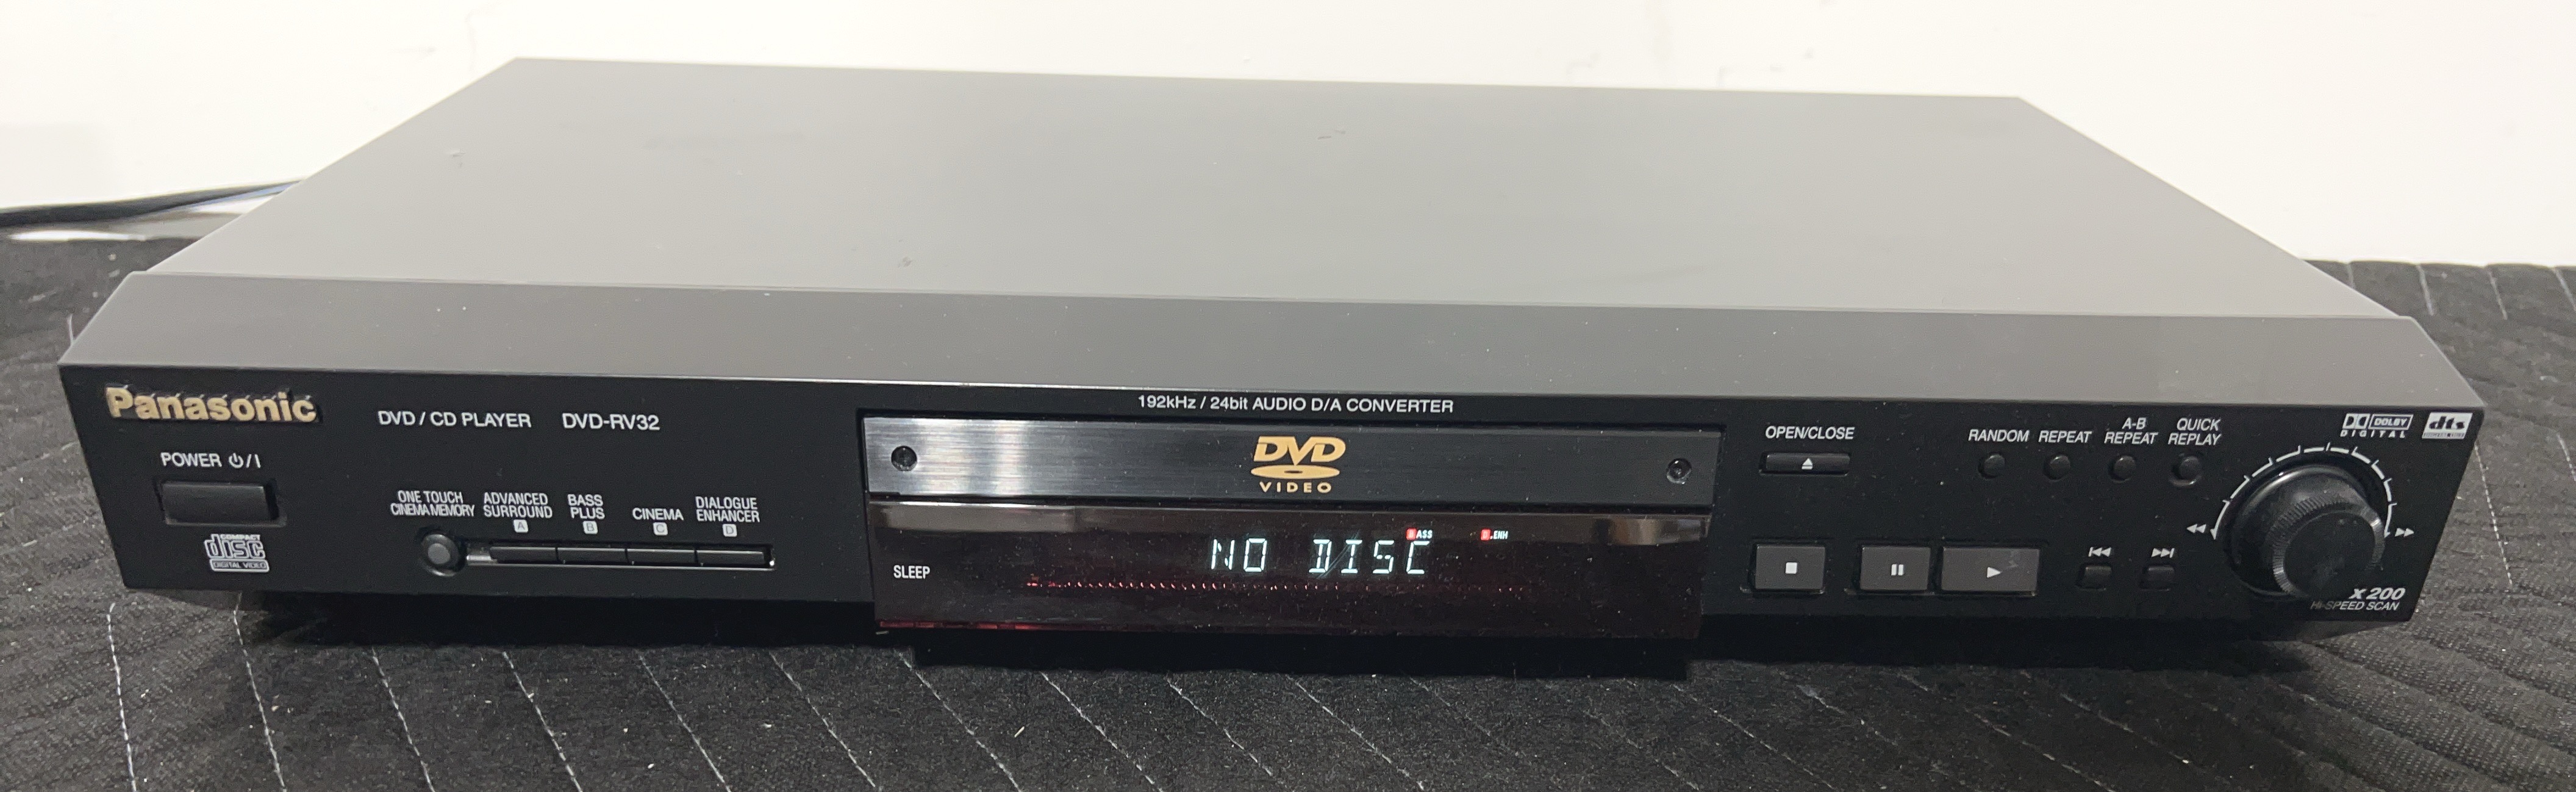 192kHz / 24bit AUDIO D/A CONVERTER
Panasonic
DVD / CD PLAYER DVD-RV32
POWER ⏻/I
COMPACT
disc
DIGITAL VIDEO
ONE TOUCH
CINEMA MEMORY
ADVANCED
SURROUND
A
BASS
PLUS
B
CINEMA
C
DIALOGUE
ENHANCER
D
DVD
VIDEO
SLEEP
NO DISC
D.ENH
OPEN/CLOSE
RANDOM
REPEAT
A-B
REPEAT
QUICK
REPLAY
DOLBY
DIGITAL
dts
x200
Hi-SPEED SCAN